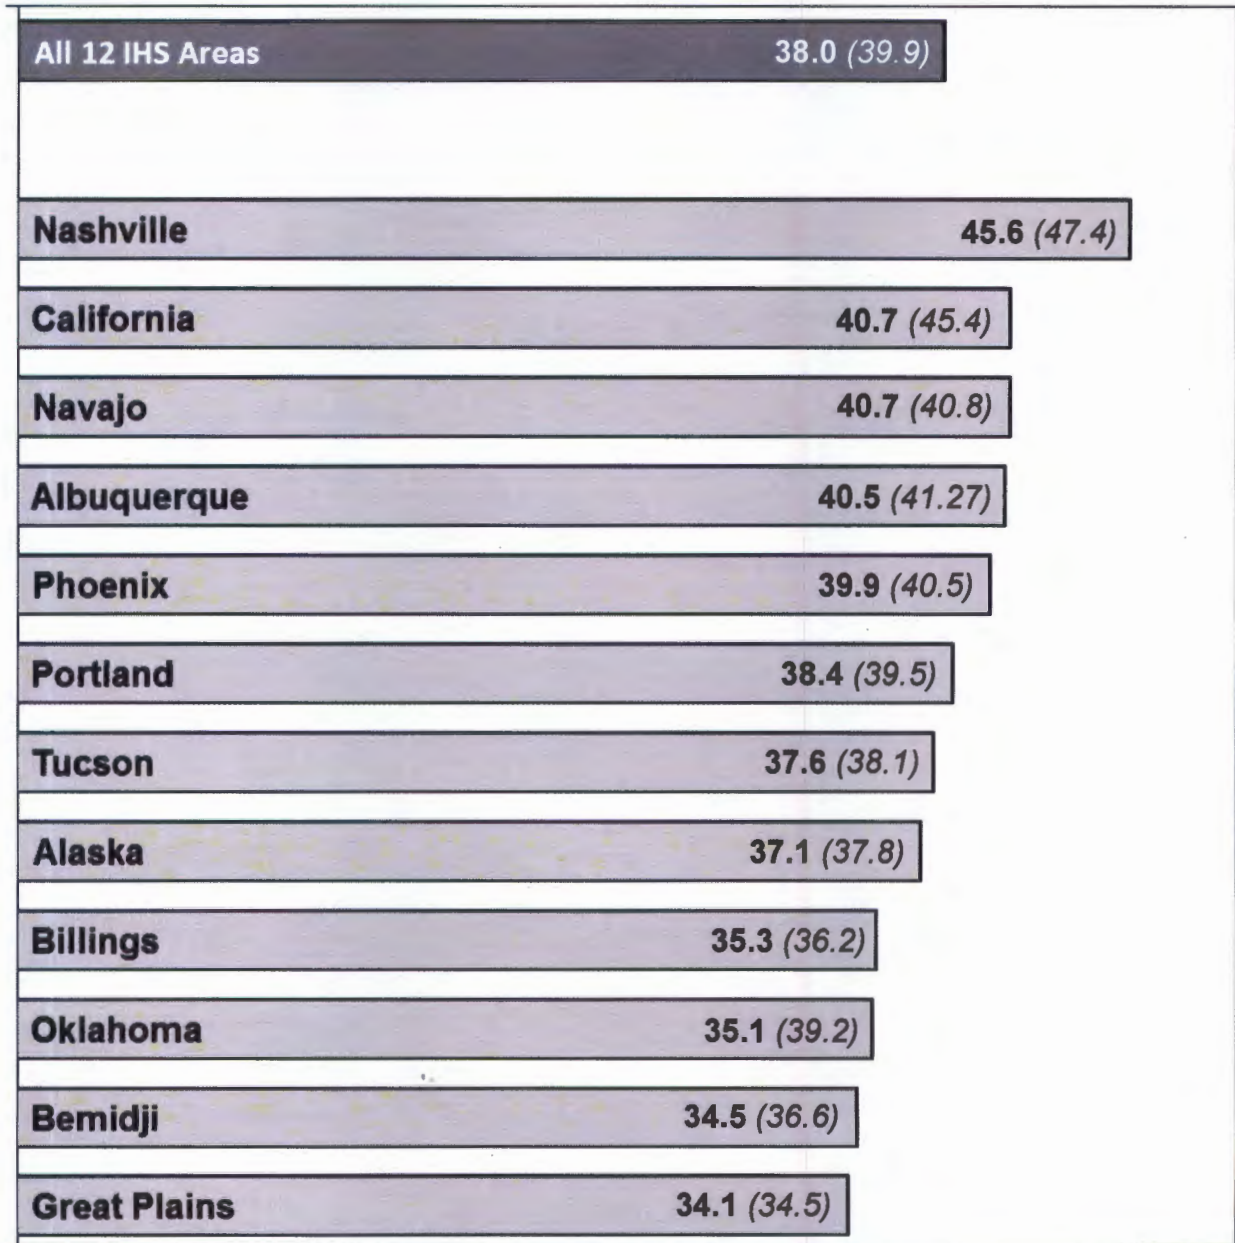 All 12 IHS Areas 38.0 (39.9)
Nashville 45.6 (47.4)
California 40.7 (45.4)
Navajo 40.7 (40.8)
Albuquerque 40.5 (41.27)
Phoenix 39.9 (40.5)
Portland 38.4 (39.5)
Tucson 37.6 (38.1)
Alaska 37.1 (37.8)
Billings 35.3 (36.2)
Oklahoma 35.1 (39.2)
Bemidji 34.5 (36.6)
Great Plains 34.1 (34.5)